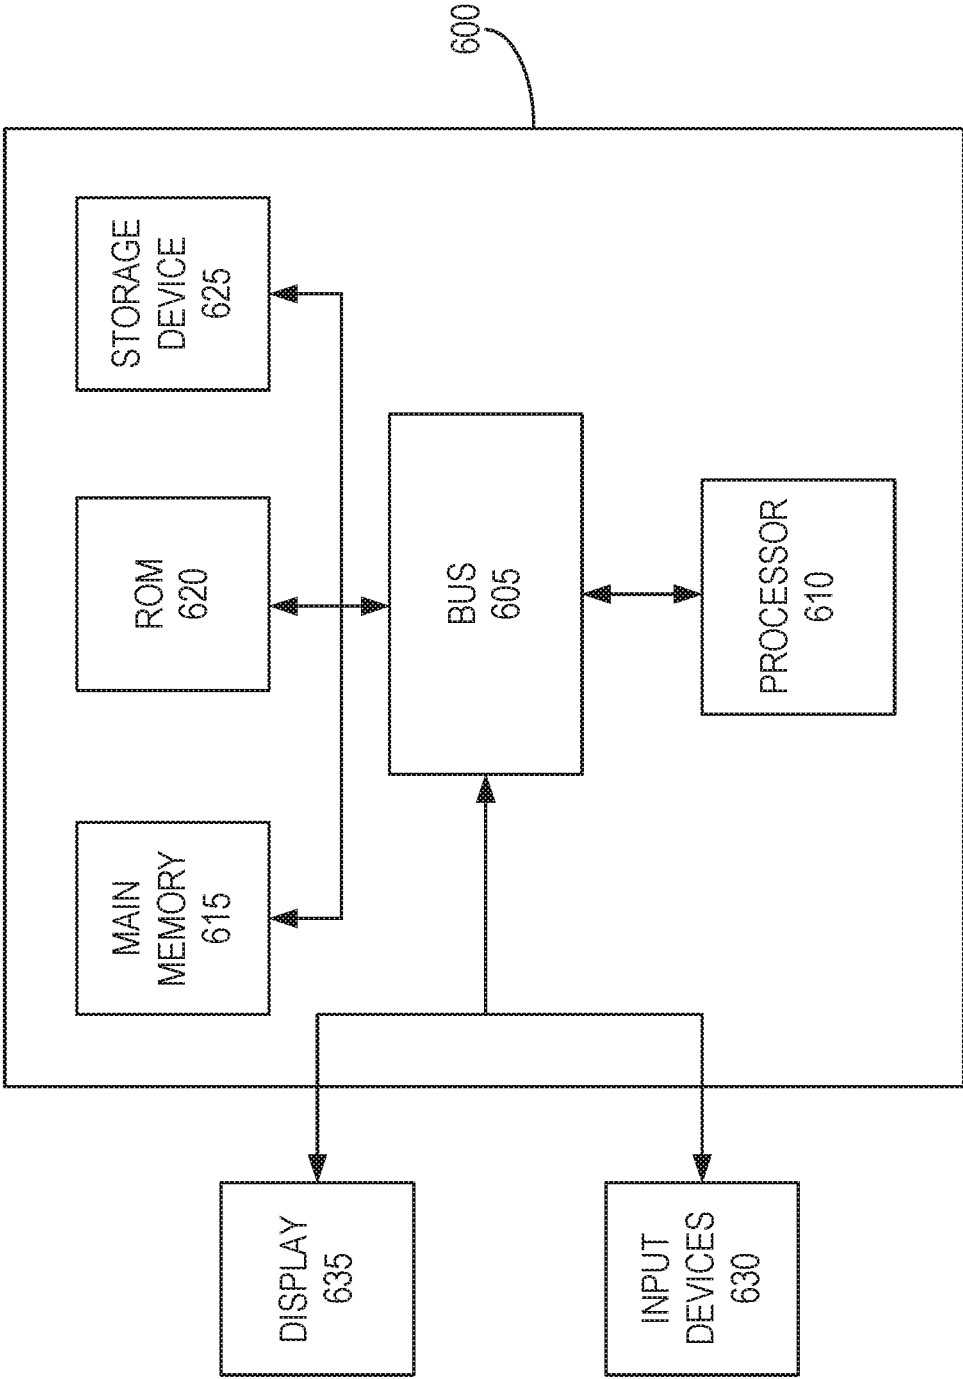 600
DISPLAY
635
INPUT
DEVICES
630
MAIN
MEMORY
615
ROM
620
STORAGE
DEVICE
625
BUS
605
PROCESSOR
610